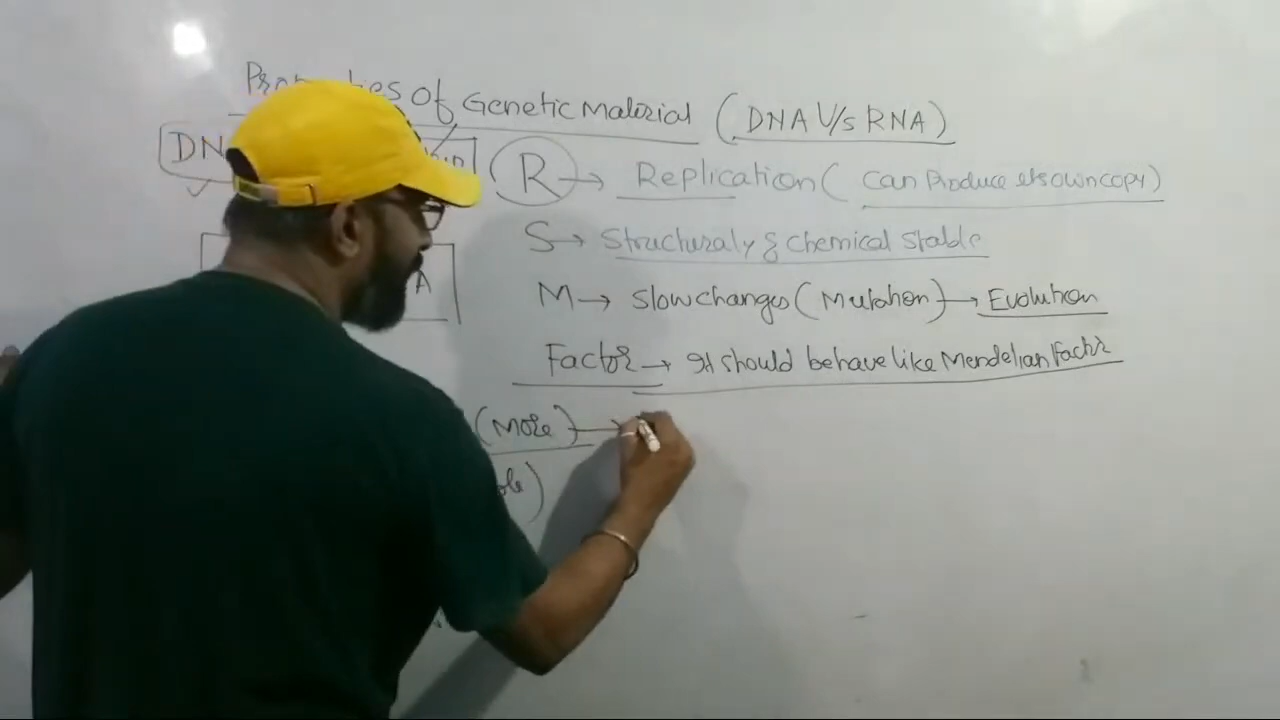 of Genetic Material (DNA V/s RNA)
DN
R → Replication (Can Produce its own copy)
S → Structuraly & Chemical Stable
M → Slow changes (Mutation) → Evolution
A
Factor → It should behave like Mendelian Factor
(More) →